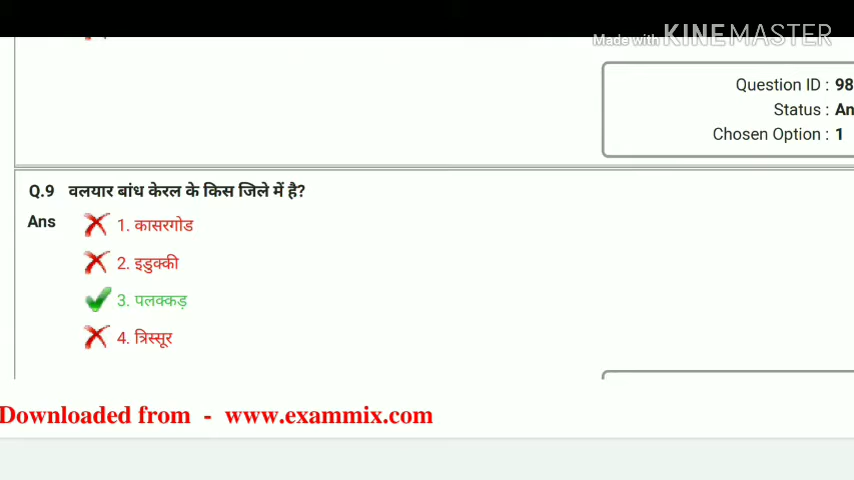 Made with KINEMASTER
Question ID : 98
Status : An
Chosen Option : 1
Q.9 वलयार बांध केरल के किस जिले में है?
Ans 1. कासरगोड
2. इडुक्की
3. पलक्कड़
4. त्रिस्सूर
Downloaded from - www.exammix.com